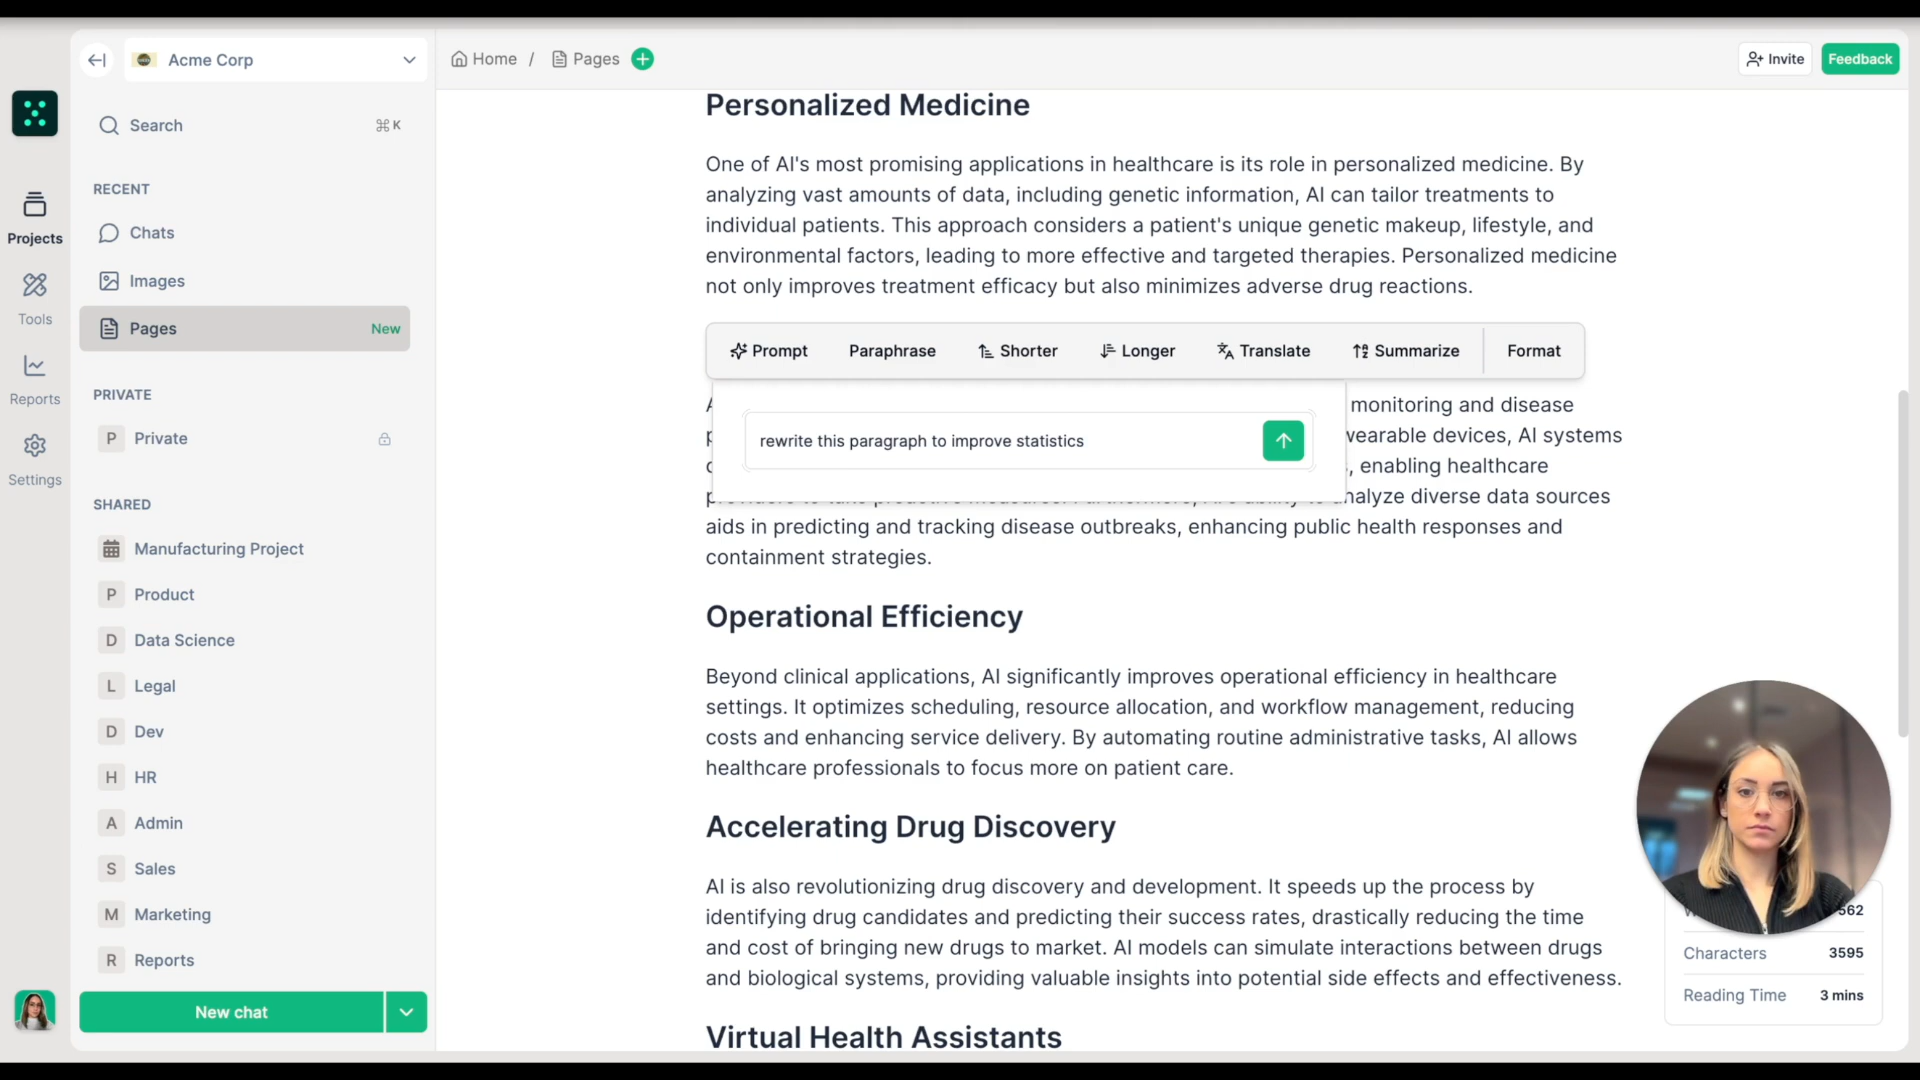 Acme Corp
Home / Pages
Invite
Feedback
Search ⌘ K
RECENT
Chats
Images
Pages New
PRIVATE
P Private
SHARED
Manufacturing Project
P Product
D Data Science
L Legal
D Dev
H HR
A Admin
S Sales
M Marketing
R Reports
New chat
Projects
Tools
Reports
Settings
Personalized Medicine
One of AI's most promising applications in healthcare is its role in personalized medicine. By
analyzing vast amounts of data, including genetic information, AI can tailor treatments to
individual patients. This approach considers a patient's unique genetic makeup, lifestyle, and
environmental factors, leading to more effective and targeted therapies. Personalized medicine
not only improves treatment efficacy but also minimizes adverse drug reactions.
Prompt Paraphrase Shorter Longer Translate Summarize Format
rewrite this paragraph to improve statistics
monitoring and disease
wearable devices, AI systems
, enabling healthcare
analyze diverse data sources
aids in predicting and tracking disease outbreaks, enhancing public health responses and
containment strategies.
Operational Efficiency
Beyond clinical applications, AI significantly improves operational efficiency in healthcare
settings. It optimizes scheduling, resource allocation, and workflow management, reducing
costs and enhancing service delivery. By automating routine administrative tasks, AI allows
healthcare professionals to focus more on patient care.
Accelerating Drug Discovery
AI is also revolutionizing drug discovery and development. It speeds up the process by
identifying drug candidates and predicting their success rates, drastically reducing the time
and cost of bringing new drugs to market. AI models can simulate interactions between drugs
and biological systems, providing valuable insights into potential side effects and effectiveness.
Virtual Health Assistants
562
Characters 3595
Reading Time 3 mins